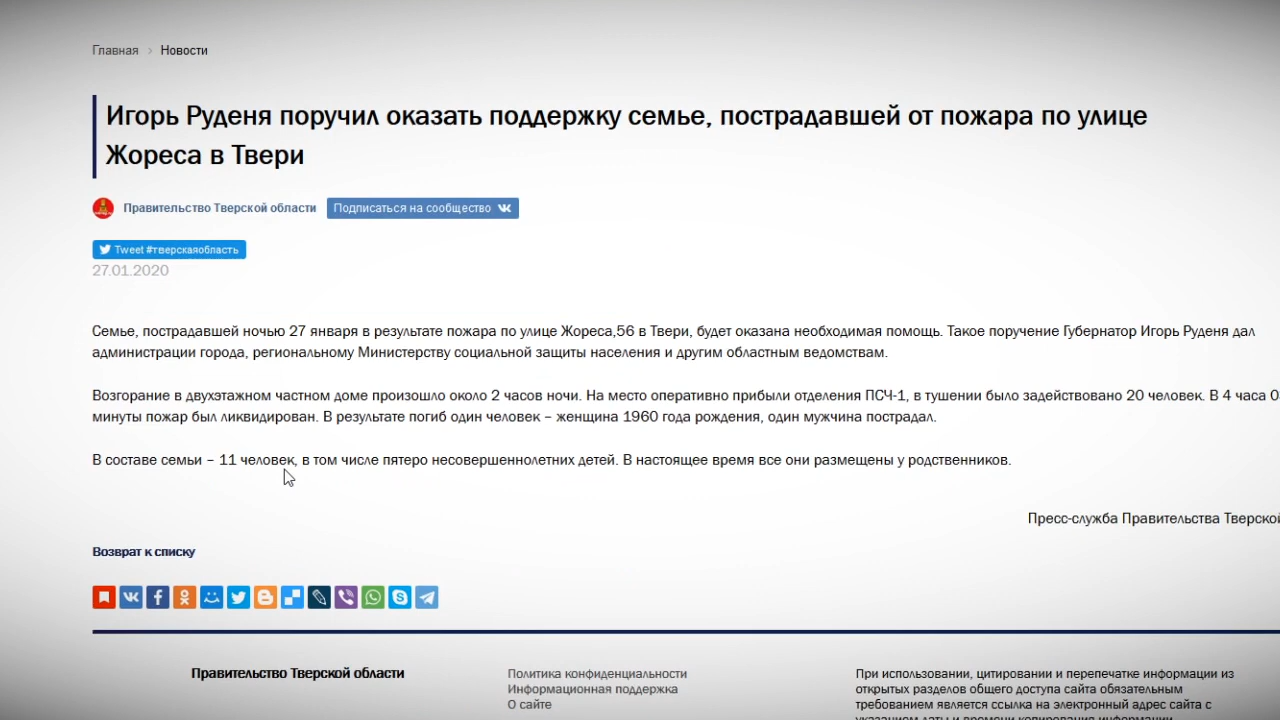 Главная › Новости
Игорь Руденя поручил оказать поддержку семье, пострадавшей от пожара по улице
Жореса в Твери
Правительство Тверской области Подписаться на сообщество
Tweet #тверскаяобласть
27.01.2020
Семье, пострадавшей ночью 27 января в результате пожара по улице Жореса,56 в Твери, будет оказана необходимая помощь. Такое поручение Губернатор Игорь Руденя дал
администрации города, региональному Министерству социальной защиты населения и другим областным ведомствам.
Возгорание в двухэтажном частном доме произошло около 2 часов ночи. На место оперативно прибыли отделения ПСЧ-1, в тушении было задействовано 20 человек. В 4 часа
минуты пожар был ликвидирован. В результате погиб один человек – женщина 1960 года рождения, один мужчина пострадал.
В составе семьи – 11 человек, в том числе пятеро несовершеннолетних детей. В настоящее время все они размещены у родственников.
Пресс-служба Правительства Тверской
Возврат к списку
Правительство Тверской области
Политика конфиденциальности
Информационная поддержка
О сайте
При использовании, цитировании и перепечатке информации из
открытых разделов общего доступа сайта обязательным
требованием является ссылка на электронный адрес сайта с
указанием даты и времени копирования информации